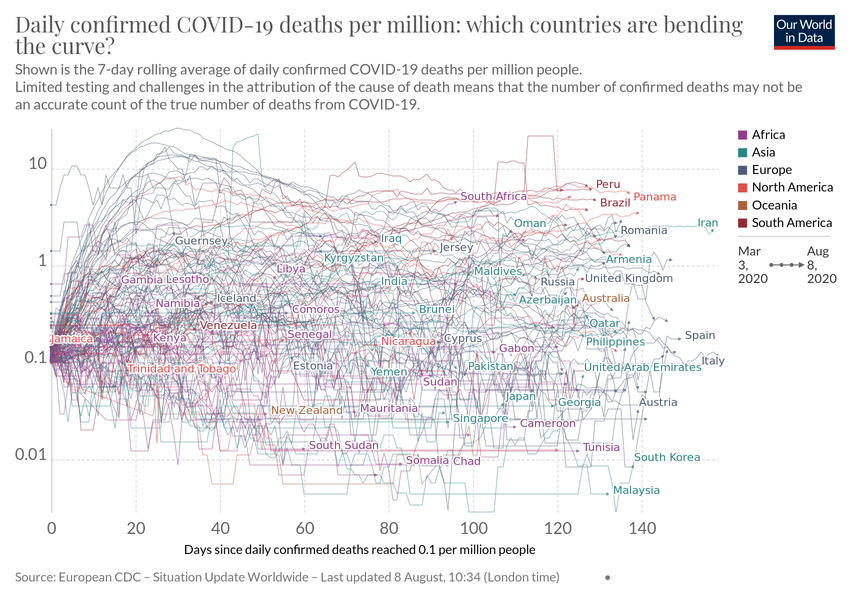 Daily confirmed COVID-19 deaths per million: which countries are bending
the curve?
Our World
in Data
Shown is the 7-day rolling average of daily confirmed COVID-19 deaths per million people.
Limited testing and challenges in the attribution of the cause of death means that the number of confirmed deaths may not be
an accurate count of the true number of deaths from COVID-19.
Africa
Asia
Europe
North America
Oceania
South America
Mar
3,
2020
Aug
8,
2020
10
1
0.1
0.01
Peru
South Africa
Panama
Brazil
Oman
Iran
Romania
Guernsey
Iraq
Jersey
Kyrgyzstan
Armenia
Libya
Maldives
Gambia Lesotho
India
Russia
United Kingdom
Iceland
Namibia
Azerbaijan
Australia
Comoros
Brunei
Venezuela
Qatar
Jamaica
Kenya
Senegal
Nicaragua
Cyprus
Philippines
Spain
Gabon
Italy
Trinidad and Tobago
Estonia
Yemen
Pakistan
United Arab Emirates
Sudan
Japan
Georgia
Austria
New Zealand
Mauritania
Singapore
Cameroon
South Sudan
Tunisia
Somalia Chad
South Korea
Malaysia
0
20
40
60
80
100
120
140
Days since daily confirmed deaths reached 0.1 per million people
Source: European CDC – Situation Update Worldwide – Last updated 8 August, 10:34 (London time)